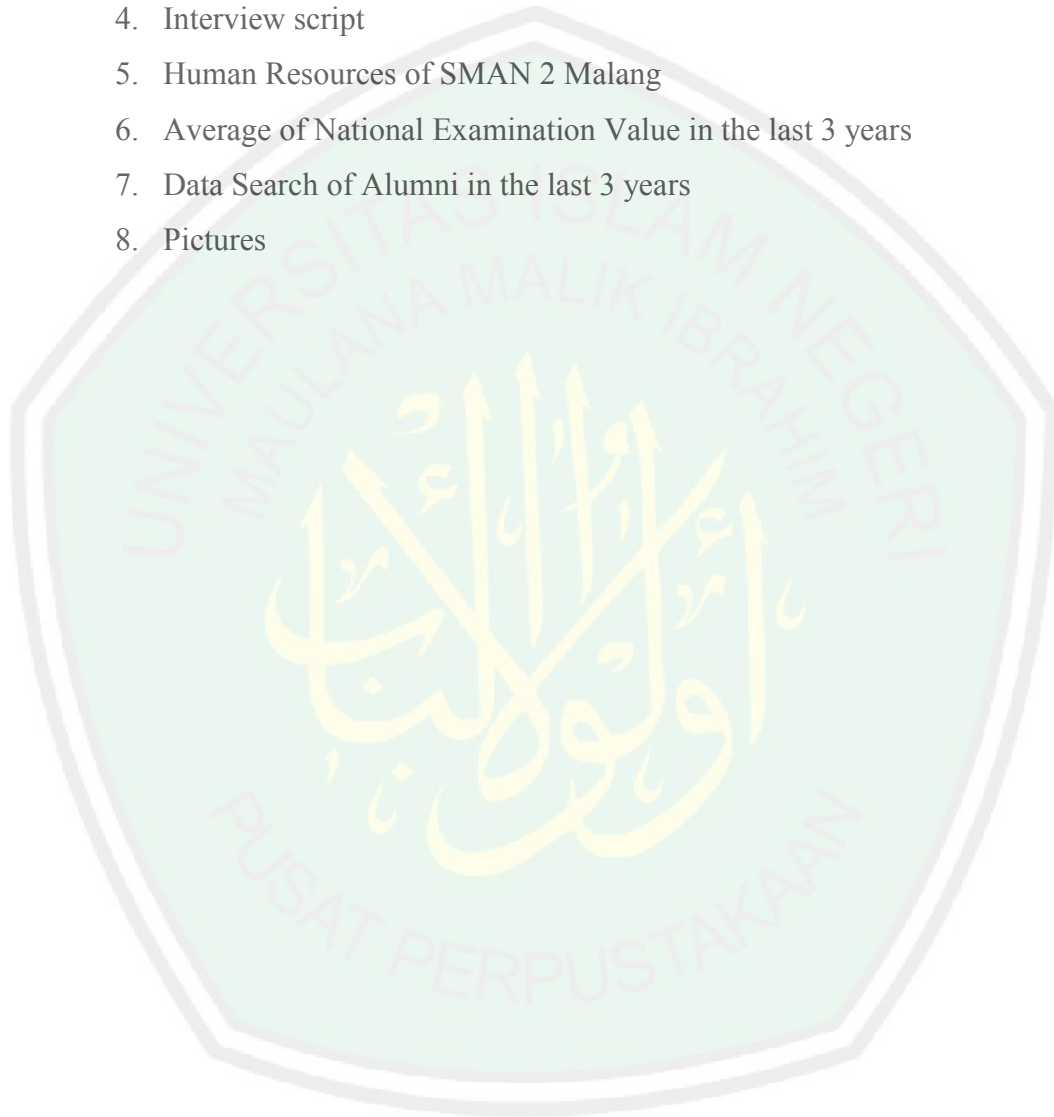 4. Interview script
5. Human Resources of SMAN 2 Malang
6. Average of National Examination Value in the last 3 years
7. Data Search of Alumni in the last 3 years
8. Pictures
UNIVERSITAS ISLAM NEGERI
MAULANA MALIK IBRAHIM
أولوا الألباب
PUSAT PERPUSTAKAAN